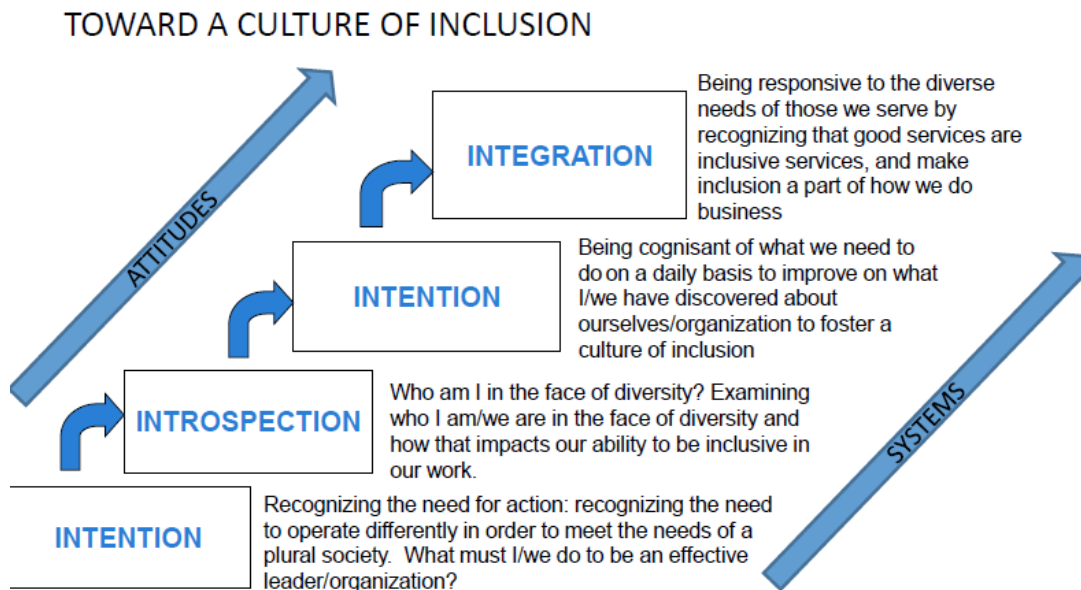 TOWARD A CULTURE OF INCLUSION
ATTITUDES
INTEGRATION
Being responsive to the diverse
needs of those we serve by
recognizing that good services are
inclusive services, and make
inclusion a part of how we do
business
INTENTION
Being cognisant of what we need to
do on a daily basis to improve on what
I/we have discovered about
ourselves/organization to foster a
culture of inclusion
INTROSPECTION
Who am I in the face of diversity? Examining
who I am/we are in the face of diversity and
how that impacts our ability to be inclusive in
our work.
SYSTEMS
INTENTION
Recognizing the need for action: recognizing the need
to operate differently in order to meet the needs of a
plural society. What must I/we do to be an effective
leader/organization?